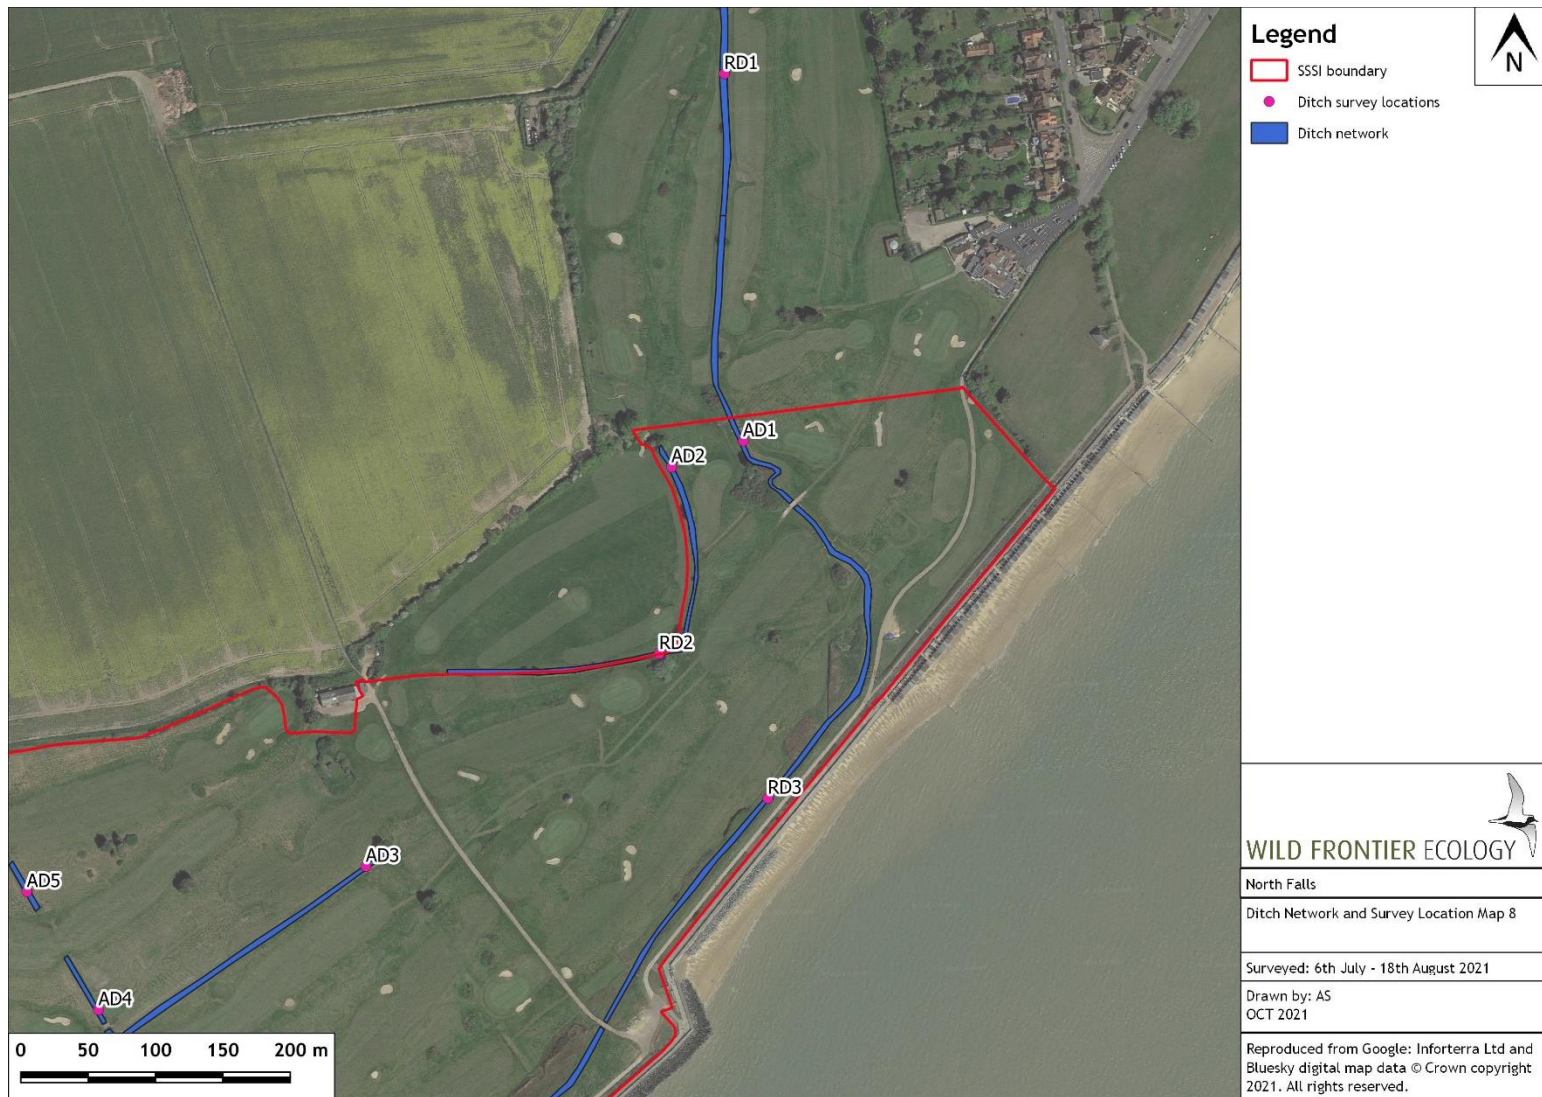 RD1
AD1
AD2
RD2
RD3
AD3
AD5
AD4
0 50 100 150 200 m
Legend
N
SSSI boundary
Ditch survey locations
Ditch network
WILD FRONTIER ECOLOGY
North Falls
Ditch Network and Survey Location Map 8
Surveyed: 6th July - 18th August 2021
Drawn by: AS
OCT 2021
Reproduced from Google: Inforterra Ltd and
Bluesky digital map data © Crown copyright
2021. All rights reserved.